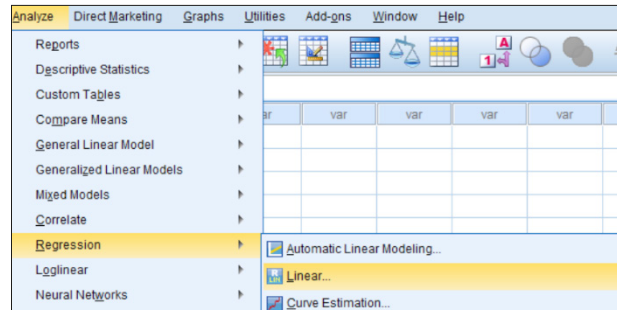 Analyze Direct Marketing Graphs Utilities Add-ons Window Help
Reports
Descriptive Statistics
Custom Tables
Compare Means
ar var var var var
General Linear Model
Generalized Linear Models
Mixed Models
Correlate
Regression
Automatic Linear Modeling...
Loglinear
Linear...
Neural Networks
Curve Estimation...